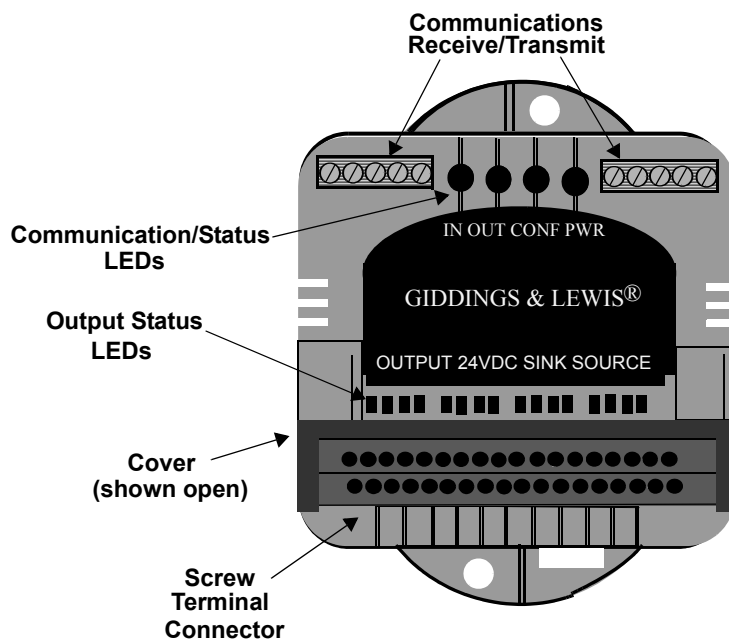 Communications
Receive/Transmit
Communication/Status
LEDs
IN OUT CONF PWR
GIDDINGS & LEWIS®
Output Status
LEDs
OUTPUT 24VDC SINK SOURCE
Cover
(shown open)
Screw
Terminal
Connector